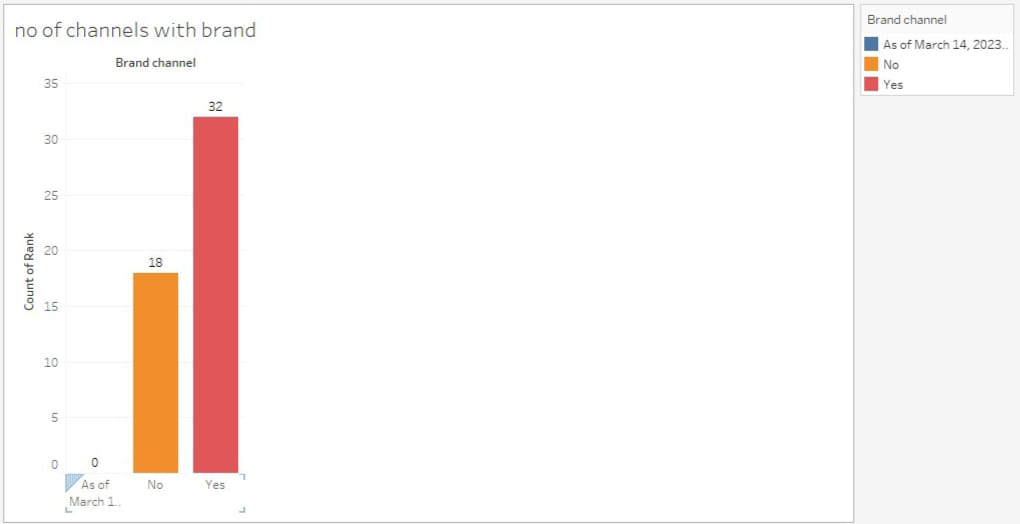 no of channels with brand
Brand channel
35
30
25
20
15
10
5
0
Count of Rank
32
18
0
As of
March 1..
No
Yes
Brand channel
As of March 14, 2023..
No
Yes